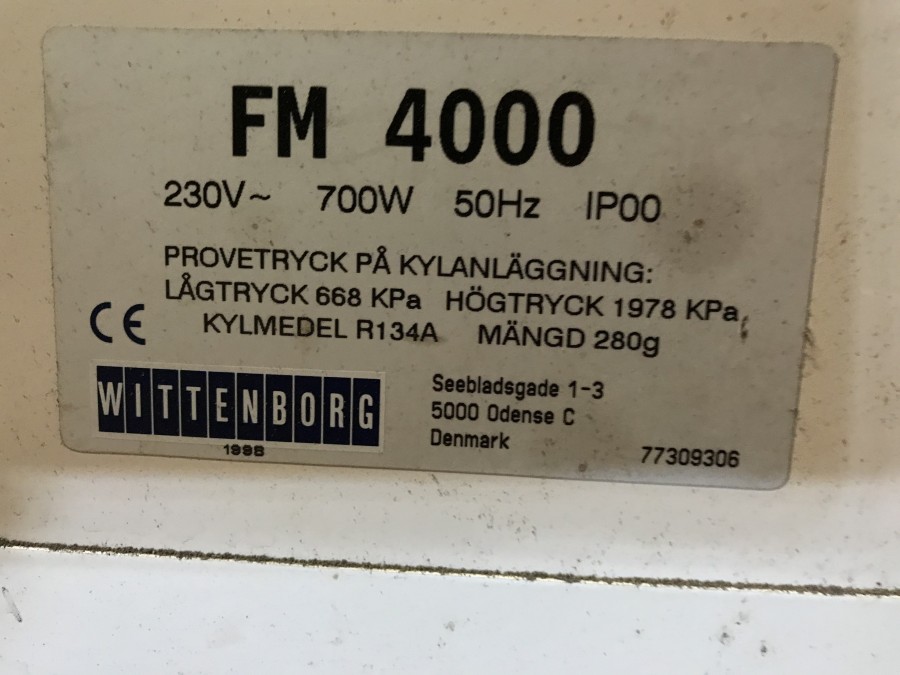 FM 4000
230V~ 700W 50Hz IP00
PROVETRYCK PÅ KYLANLÄGGNING:
LÅGTRYCK 668 KPa HÖGTRYCK 1978 KPa,
KYLMEDEL R134A MÄNGD 280g
CE
WITTENBORG
1998
Seebladsgade 1-3
5000 Odense C
Denmark
77309306